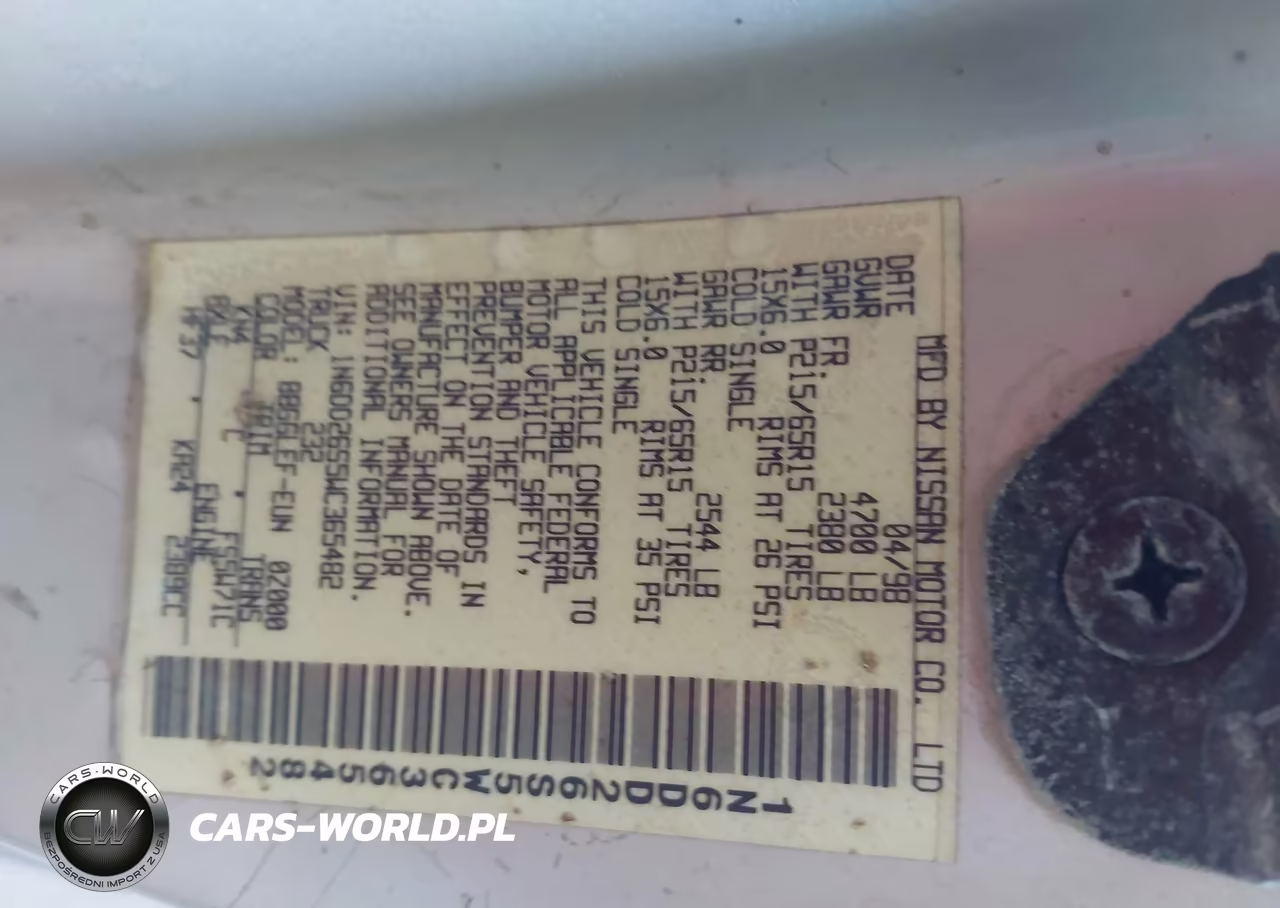 MFD BY NISSAN MOTOR CO. LTD
DATE 04/98
GVWR 4700 LB
GAWR FR. 2380 LB
WITH P215/65R15 TIRES
15X6.0 RIMS AT 26 PSI
COLD SINGLE
GAWR RR 2544 LB
WITH P215/65R15 TIRES
15X6.0 RIMS AT 35 PSI
COLD SINGLE
THIS VEHICLE CONFORMS TO
ALL APPLICABLE FEDERAL
MOTOR VEHICLE SAFETY,
BUMPER AND THEFT
PREVENTION STANDARDS IN
EFFECT ON THE DATE OF
MANUFACTURE SHOWN ABOVE.
SEE OWNERS MANUAL FOR
ADDITIONAL INFORMATION.
VIN: 1N6DD26S5WC365482
TRUCK 232
MODEL: 02000
COLOR TRIM TRANS
KN4 C FS5W71C
AXLE ENGINE
HF37 KA24 2389CC
1N6DD26S5WC365482
CARS-WORLD
CW
BEZPOŚREDNI IMPORT Z USA
CARS-WORLD.PL